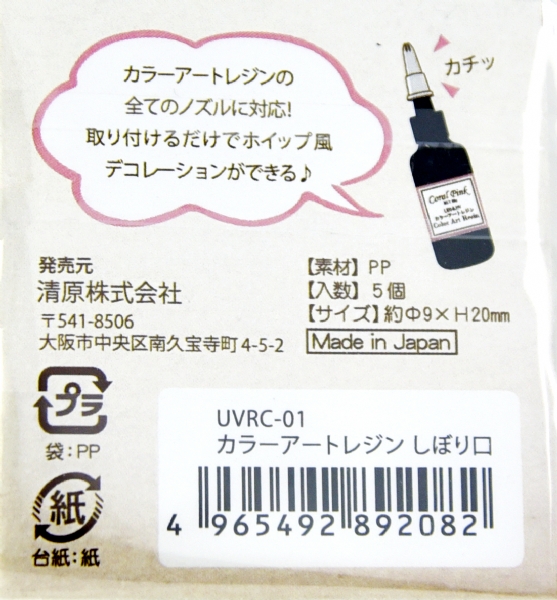 カラーアートレジンの
全てのノズルに対応!
取り付けるだけでホイップ風
デコレーションができる♪
カチッ
Coral Pink
カラーアートレジン
Color Art Resin
発売元
清原株式会社
〒541-8506
大阪市中央区南久宝寺町4-5-2
【素材】PP
【入数】5個
【サイズ】約Φ9×H20mm
Made in Japan
プラ
袋:PP
紙
台紙:紙
UVRC-01
カラーアートレジン しぼり口
4 965492 892082